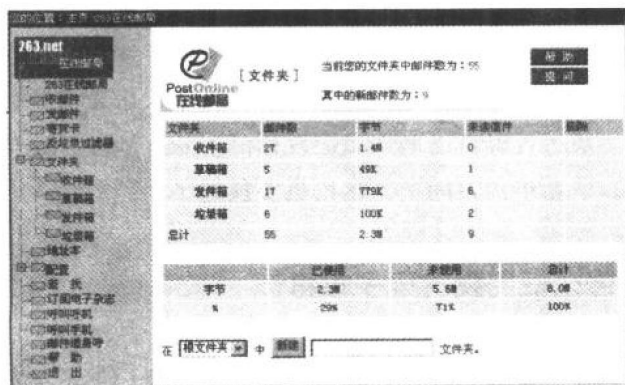 您的位置：主页 263在线邮局
263.net
在线邮局
263在线邮局
收邮件
发邮件
寄贺卡
反垃圾过滤器
文件夹
收件箱
草稿箱
发件箱
垃圾箱
地址本
配置
查 找
订阅电子杂志
呼叫呼机
呼叫手机
帮 助
退 出
PostOnline
在线邮局
[文件夹]
当前您的文件夹中邮件数为：55
其中的新邮件数为：9
帮 助
提 问
文件夹 邮件数 字节 未读信件 删除
收件箱 27 1.4M 0
草稿箱 5 49K 1
发件箱 17 779K 6
垃圾箱 6 100K 2
总计 55 2.3M 9
已使用 未使用 总计
字节 2.3M 5.6M 8.0M
% 29% 71% 100%
在 根文件夹 中 新建 文件夹。